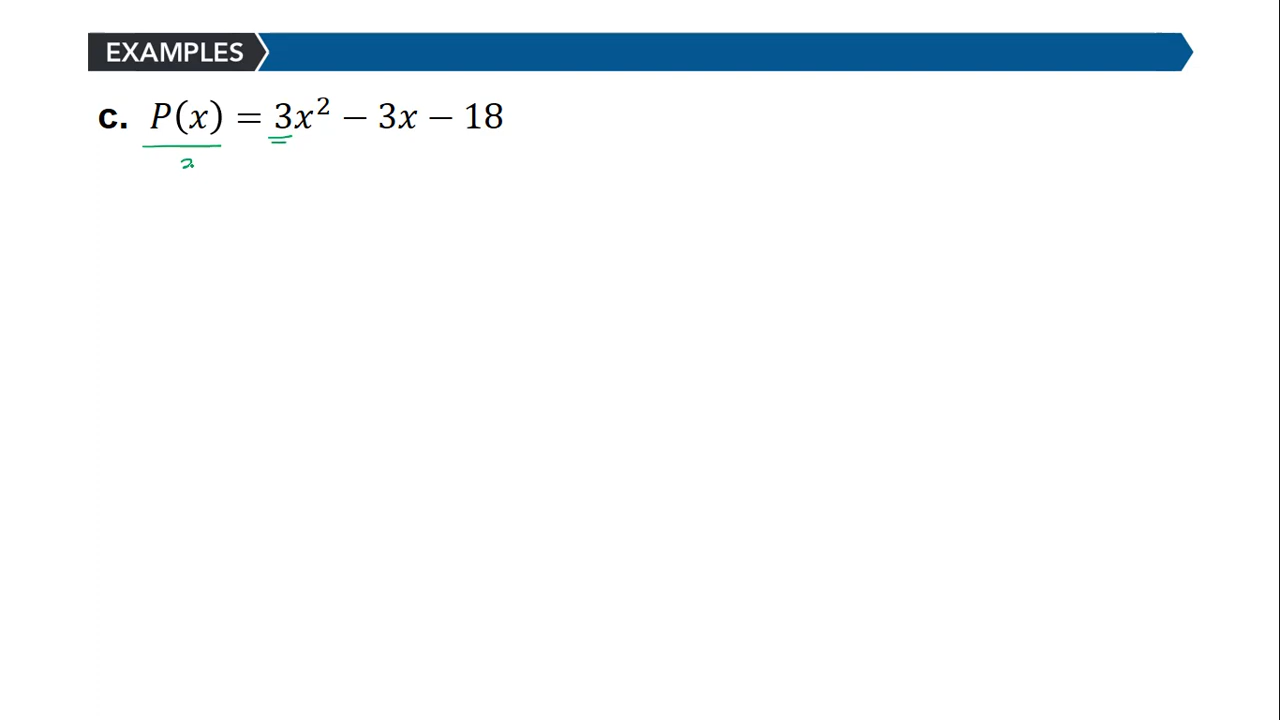 EXAMPLES
c. P(x) = 3x² − 3x − 18